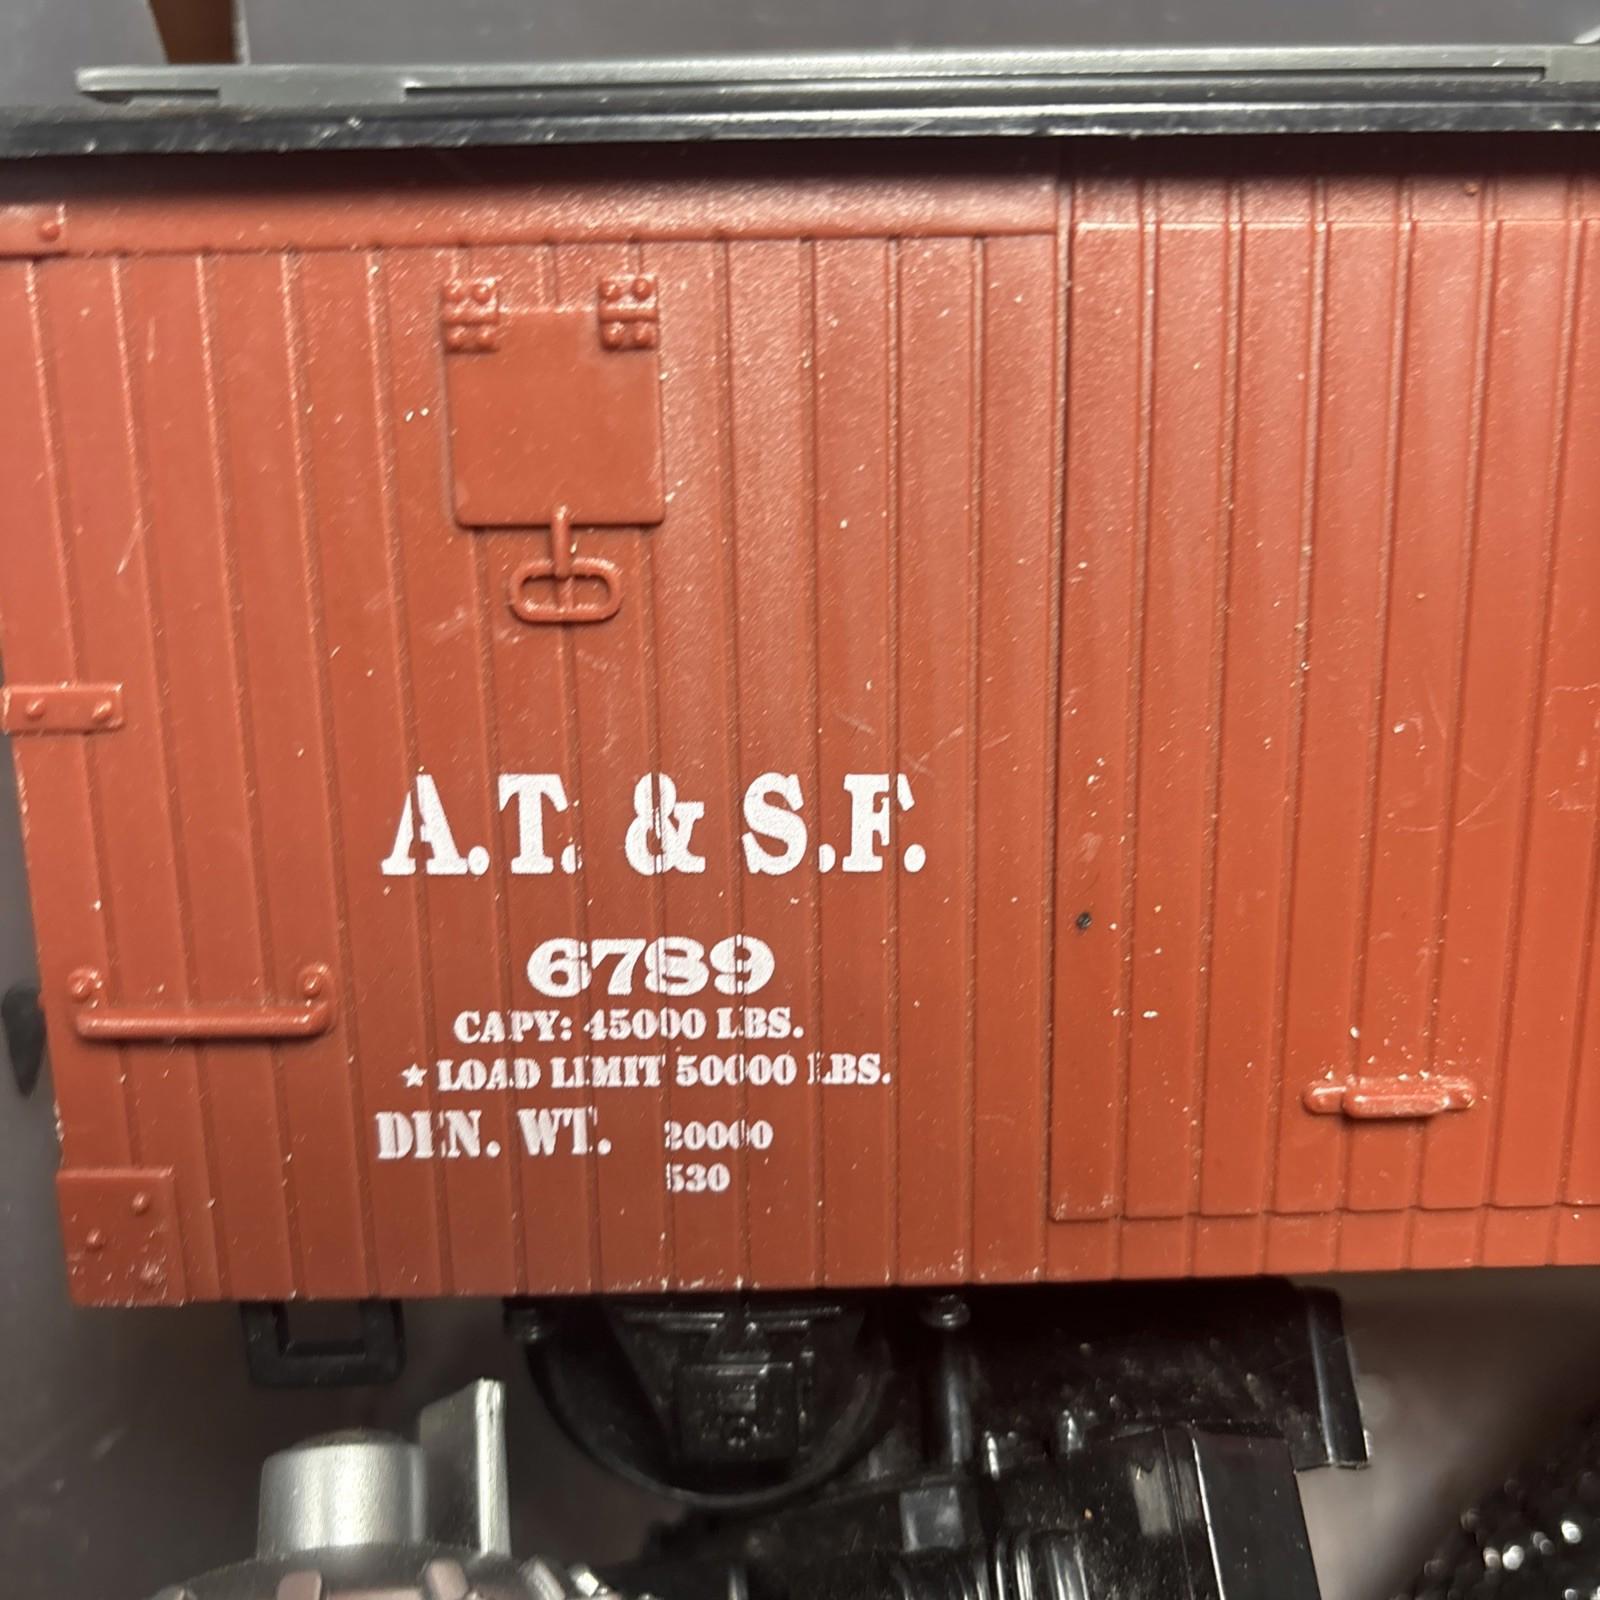 A.T. & S.F.
6789
CAPY: 45000 LBS.
★ LOAD LIMIT 50000 LBS.
DEN. WT. 20000
530